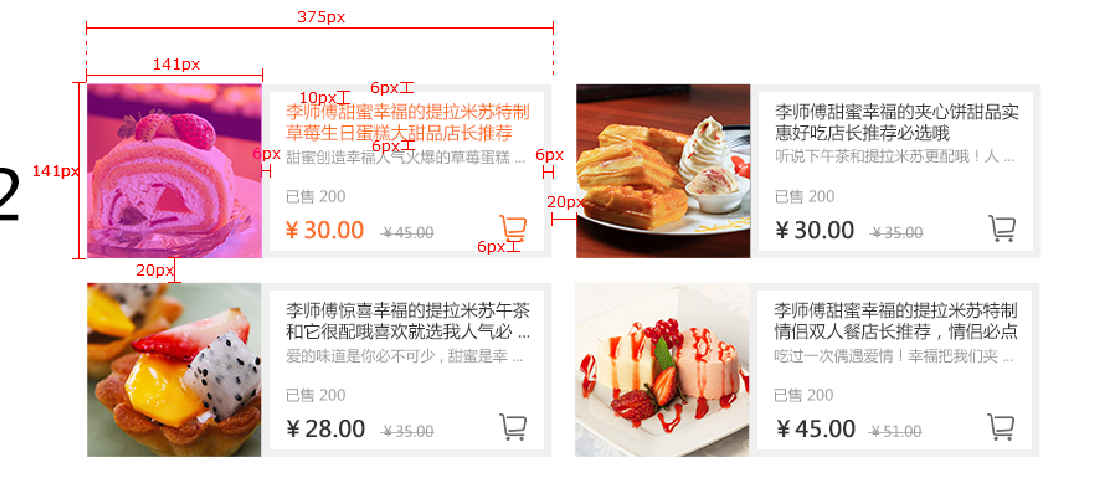 375px
141px
6px
10px
李师傅甜蜜幸福的提拉米苏特制
草莓生日蛋糕大甜品店长推荐
6px
甜蜜创造幸福人气火爆的草莓蛋糕 ...
6px
6px
141px
已售 200
20px
¥ 30.00 ¥ 45.00
6px
20px
2
李师傅甜蜜幸福的夹心饼甜品实
惠好吃店长推荐必选哦
听说下午茶和提拉米苏更配哦！人 ...
已售 200
¥ 30.00 ¥ 35.00
李师傅惊喜幸福的提拉米苏午茶
和它很配哦喜欢就选我人气必 ...
爱的味道是你必不可少，甜蜜是幸 ...
已售 200
¥ 28.00 ¥ 35.00
李师傅甜蜜幸福的提拉米苏特制
情侣双人餐店长推荐，情侣必点
吃过一次偶遇爱情！幸福把我们夹 ...
已售 200
¥ 45.00 ¥ 51.00